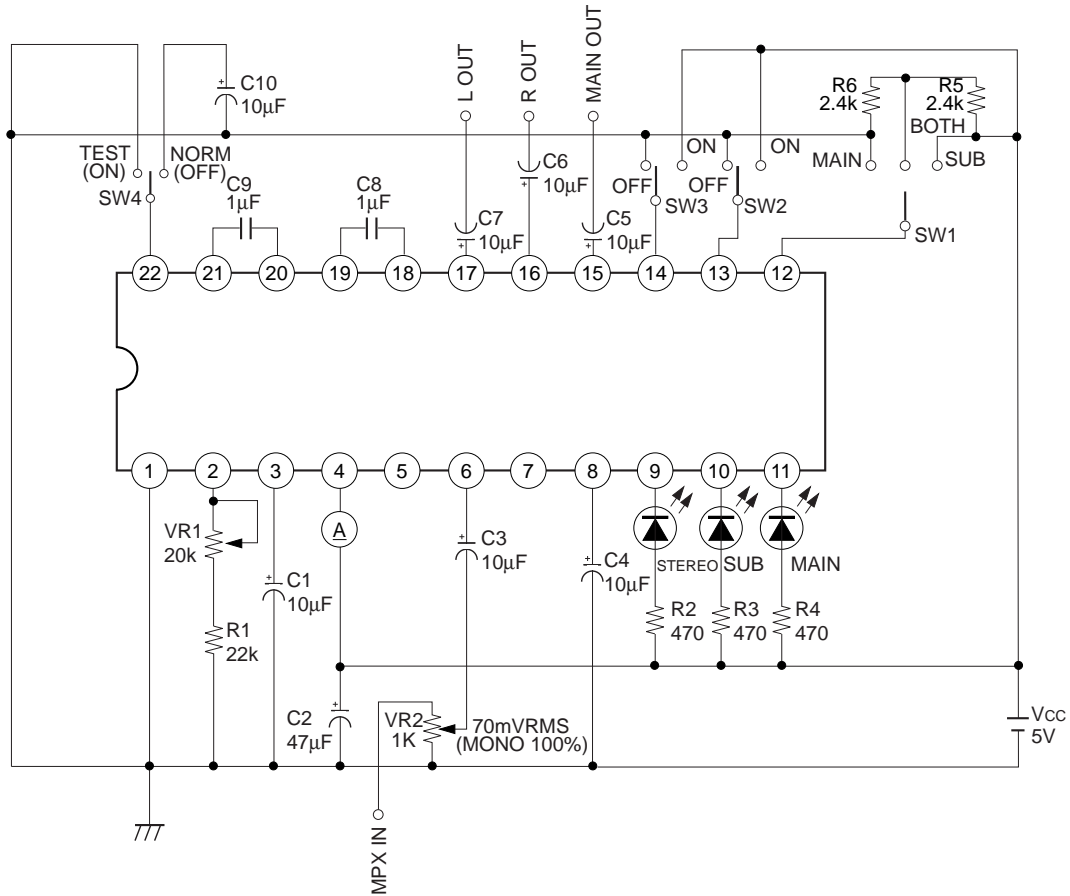 L OUT
R OUT
MAIN OUT
C10
10µF
R6
2.4k
R5
2.4k
BOTH
ON
ON
MAIN
SUB
TEST
(ON)
NORM
(OFF)
SW4
C9
1µF
C8
1µF
C7
10µF
C6
10µF
C5
10µF
OFF
SW3
OFF
SW2
SW1
22
21
20
19
18
17
16
15
14
13
12
1
2
3
4
5
6
7
8
9
10
11
VR1
20k
A
C3
10µF
C4
10µF
STEREO
SUB
MAIN
C1
10µF
R1
22k
R2
470
R3
470
R4
470
C2
47µF
VR2
1K
70mVRMS
(MONO 100%)
VCC
5V
MPX IN